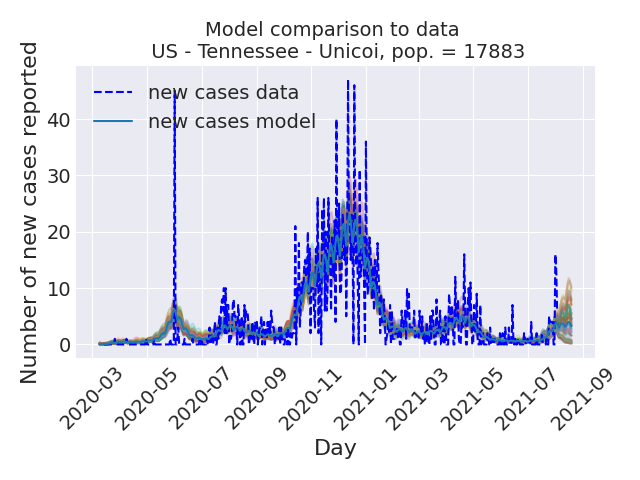 Model comparison to data
US - Tennessee - Unicoi, pop. = 17883
Number of new cases reported
new cases data
new cases model
40
30
20
10
0
2020-03
2020-05
2020-07
2020-09
2020-11
2021-01
2021-03
2021-05
2021-07
2021-09
Day